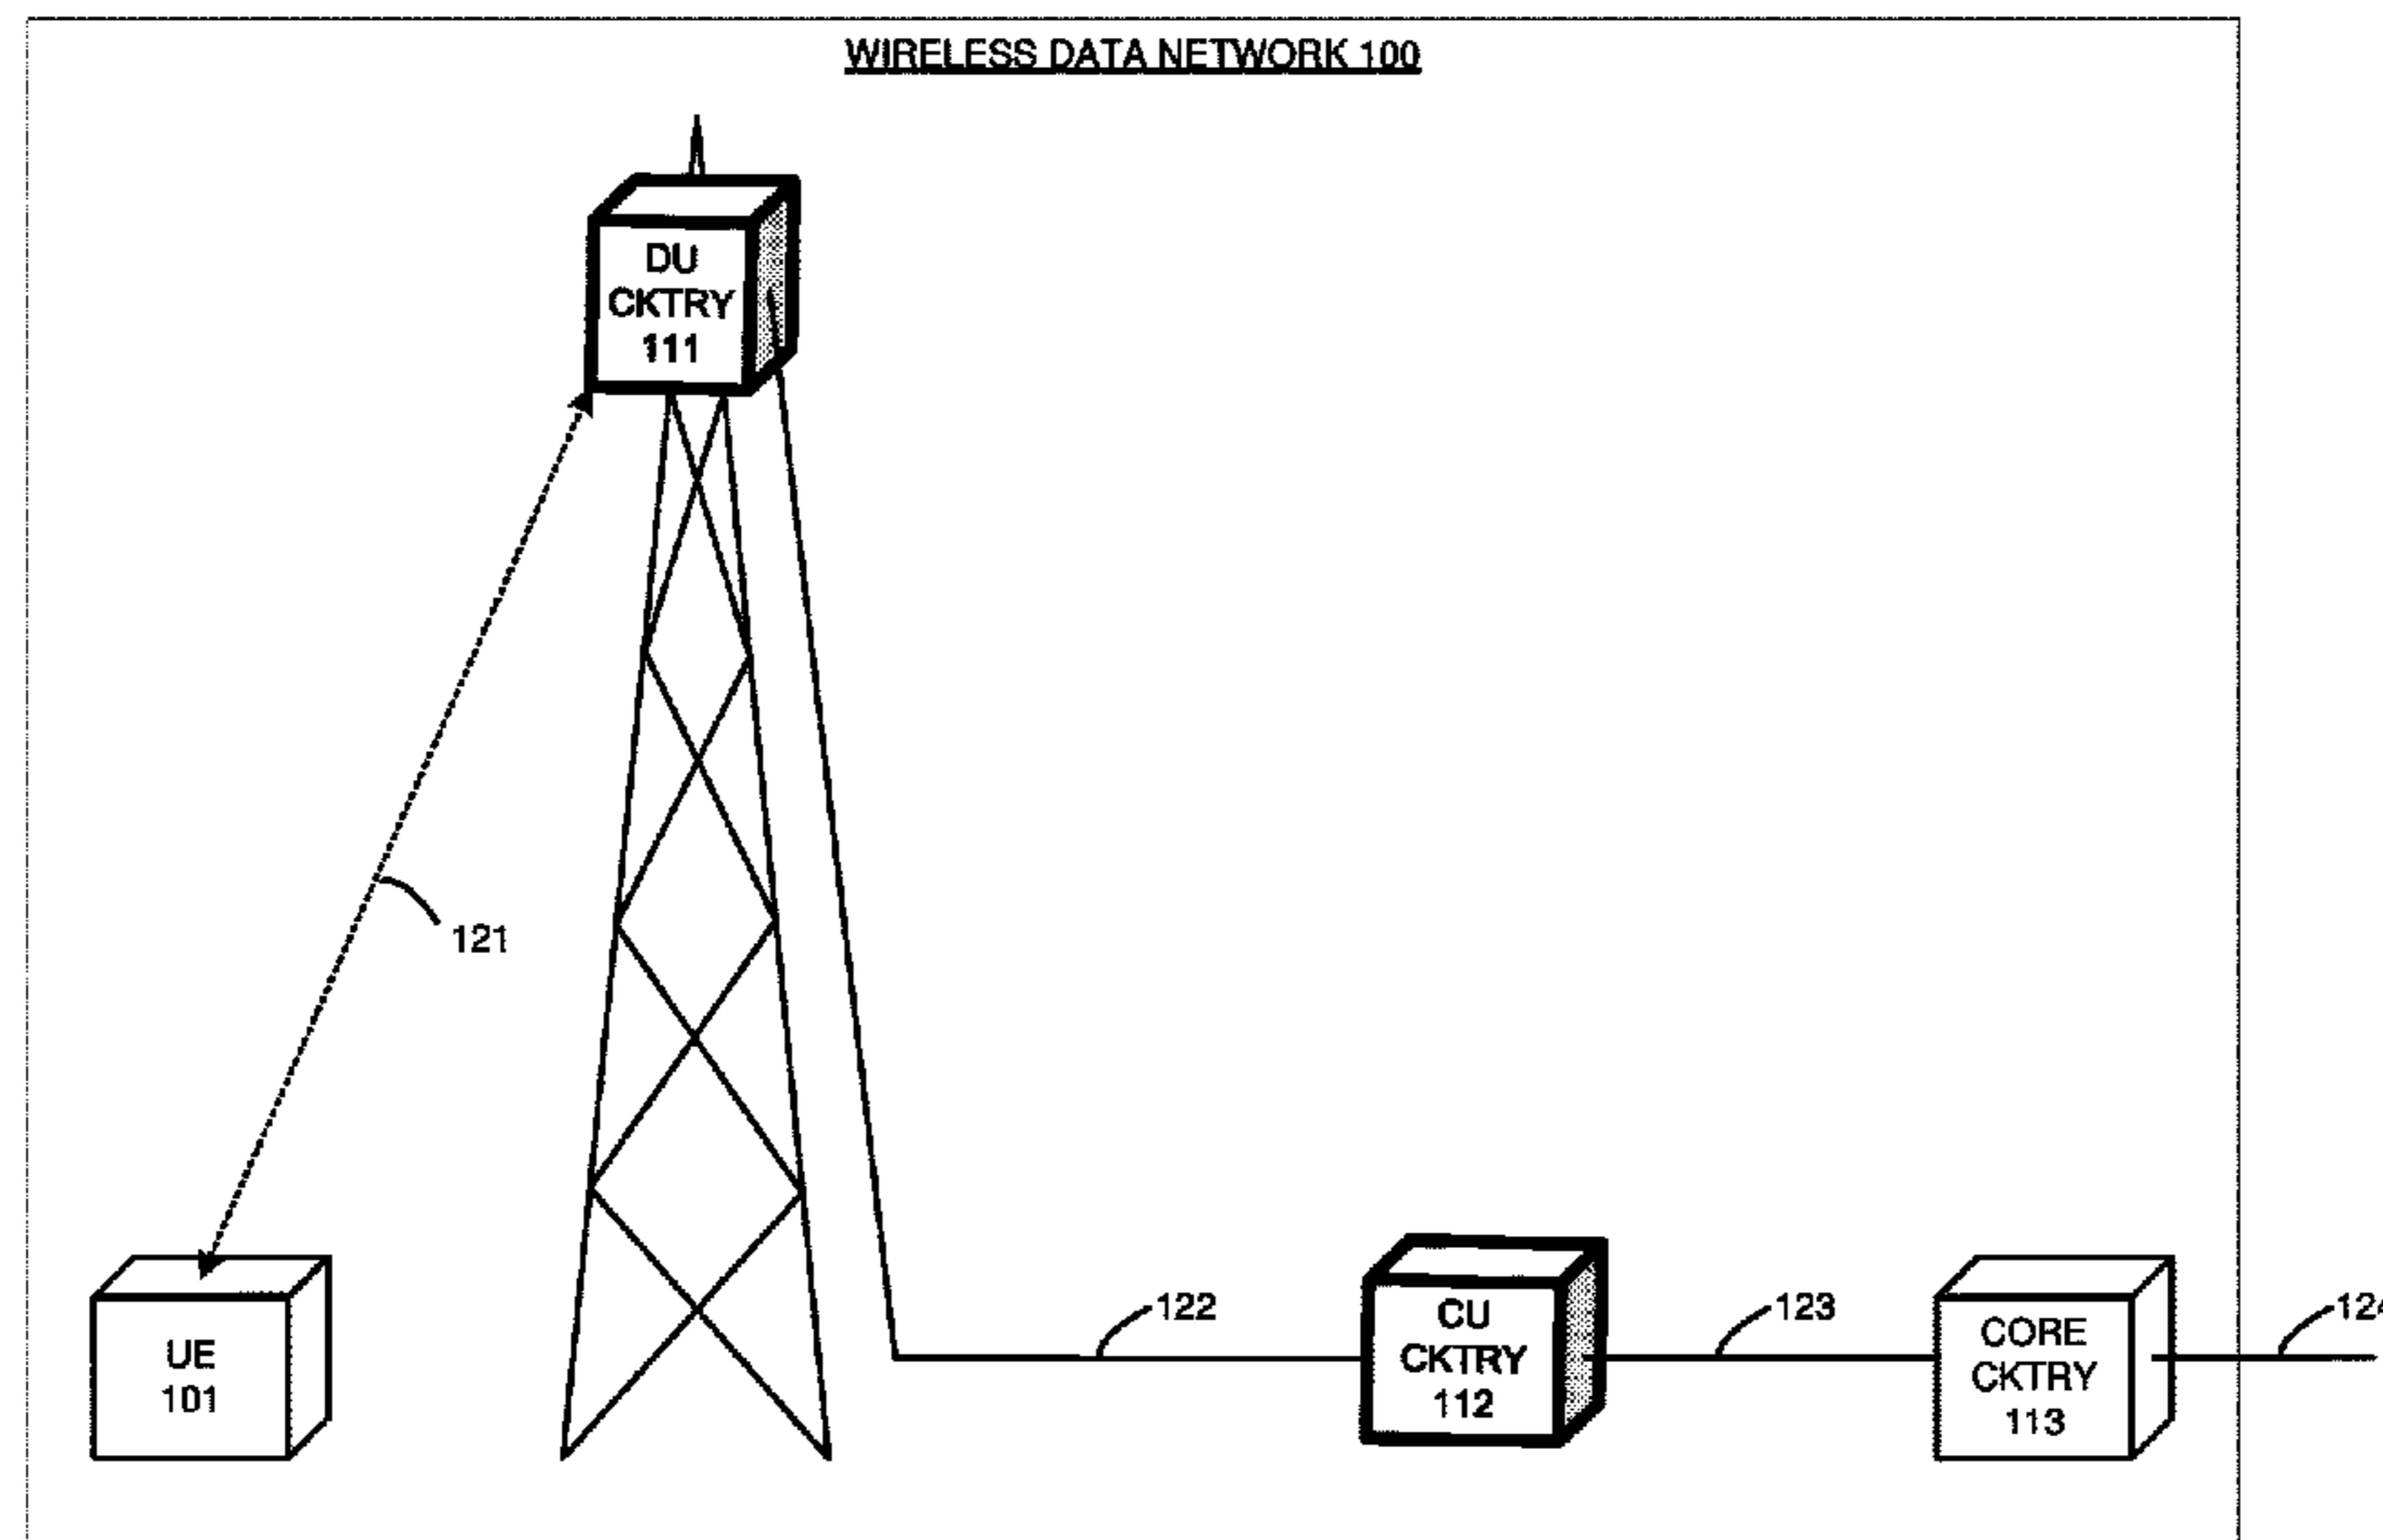 WIRELESS DATA NETWORK 100
DU
CKTRY
111
121
UE
101
122
CU
CKTRY
112
123
CORE
CKTRY
113